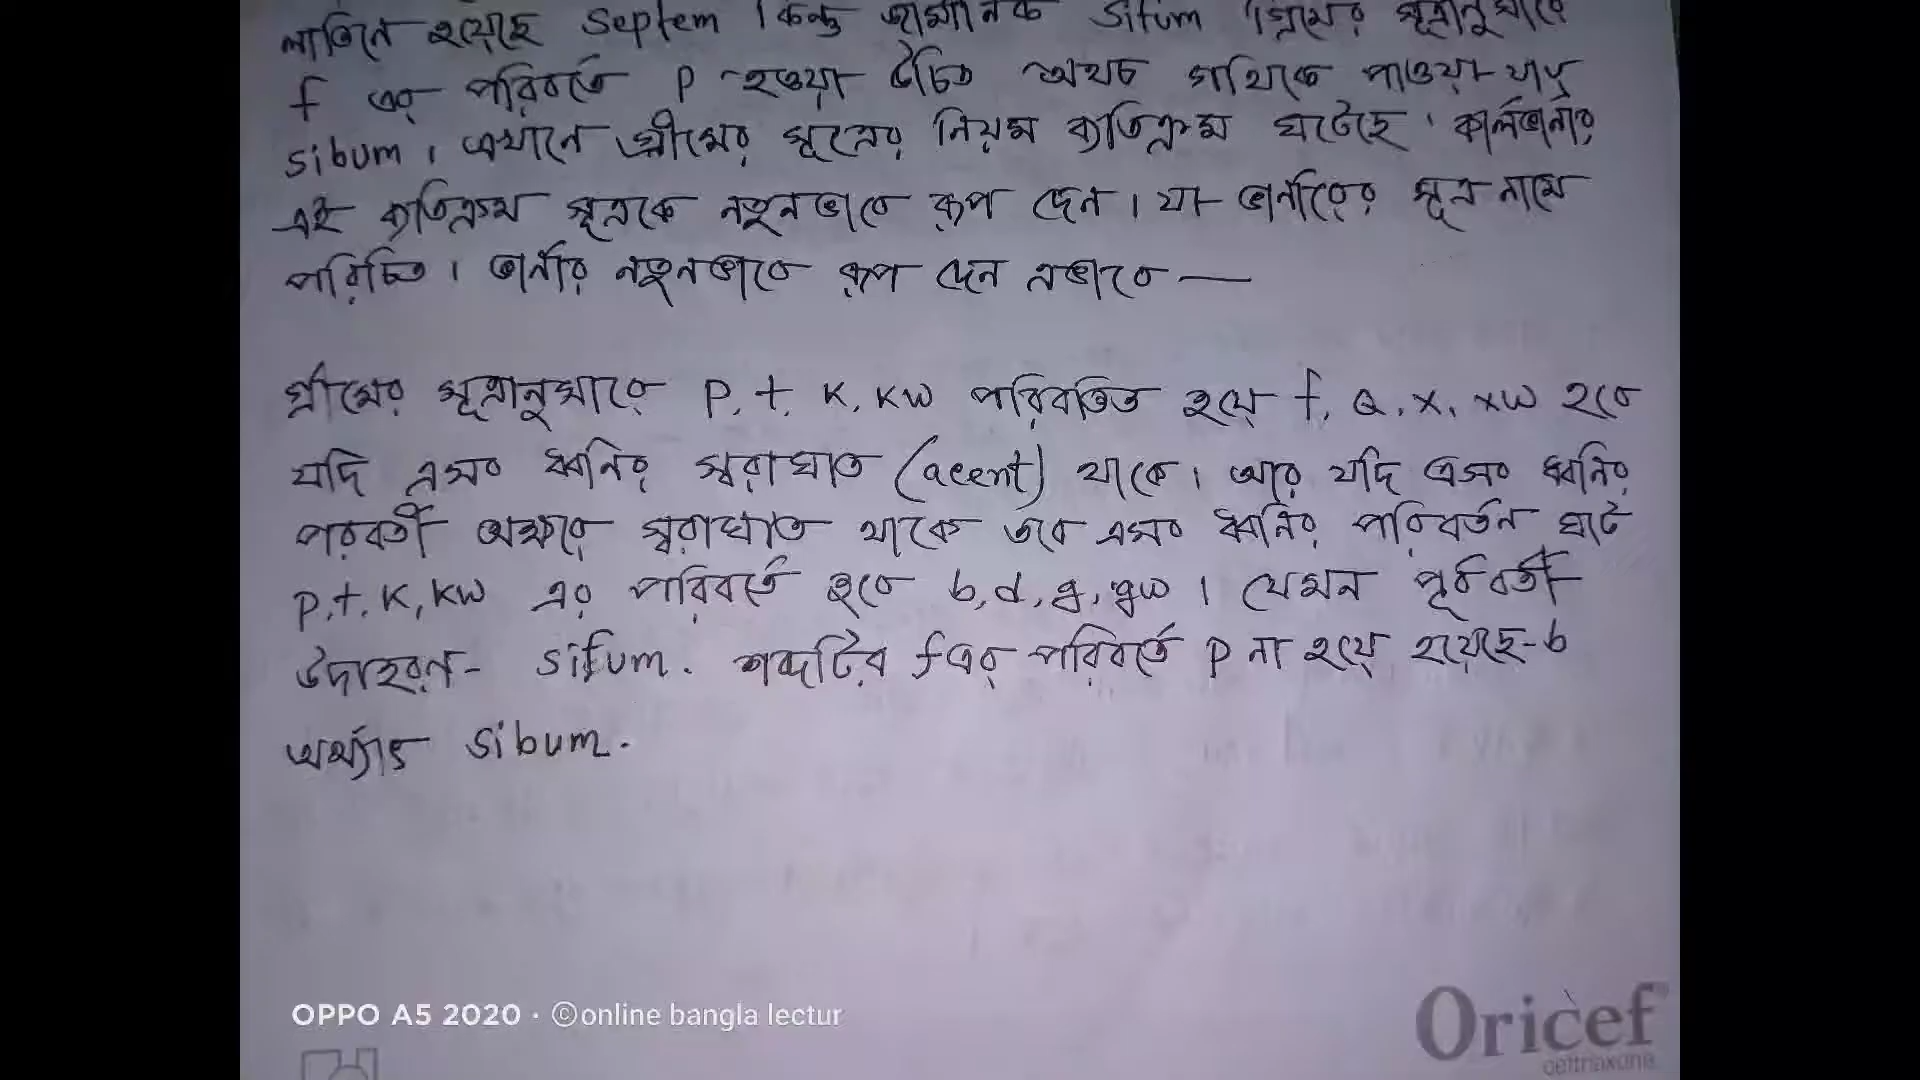 লাতিনে হয়েছে septem । কিন্তু জার্মানিক sifum গ্রিমের সূত্রানুসারে
f এর পরিবর্তে p হওয়া উচিত অথচ গথিকে পাওয়া যায়
sibum । এখানে গ্রীমের সূত্রের নিয়ম ব্যতিক্রম ঘটেছে । কার্লভার্নার
এই ব্যতিক্রম সূত্রকে নতুনভাবে রূপ দেন । যা ভার্নারের সূত্র নামে
পরিচিত । ভার্নার নতুনভাবে রূপ দেন এভাবে —
গ্রীমের সূত্রানুসারে p. t. k, kw পরিবর্তিত হয়ে f, Q, x, xw হবে
যদি এসব ধ্বনির স্বরাঘাত (acent) থাকে । আর যদি এসব ধ্বনির
পরবর্তী অক্ষরে স্বরাঘাত থাকে তবে এসব ধ্বনির পরিবর্তন ঘটে
p. t. k, kw এর পরিবর্তে হবে b, d, g, gw । যেমন পূর্ববর্তী
উদাহরণ- sifum. শব্দটির f এর পরিবর্তে p না হয়ে হয়েছে- b
অর্থ্যাৎ sibum.
OPPO A5 2020 · ©online bangla lectur
Oricef
ceftriaxone